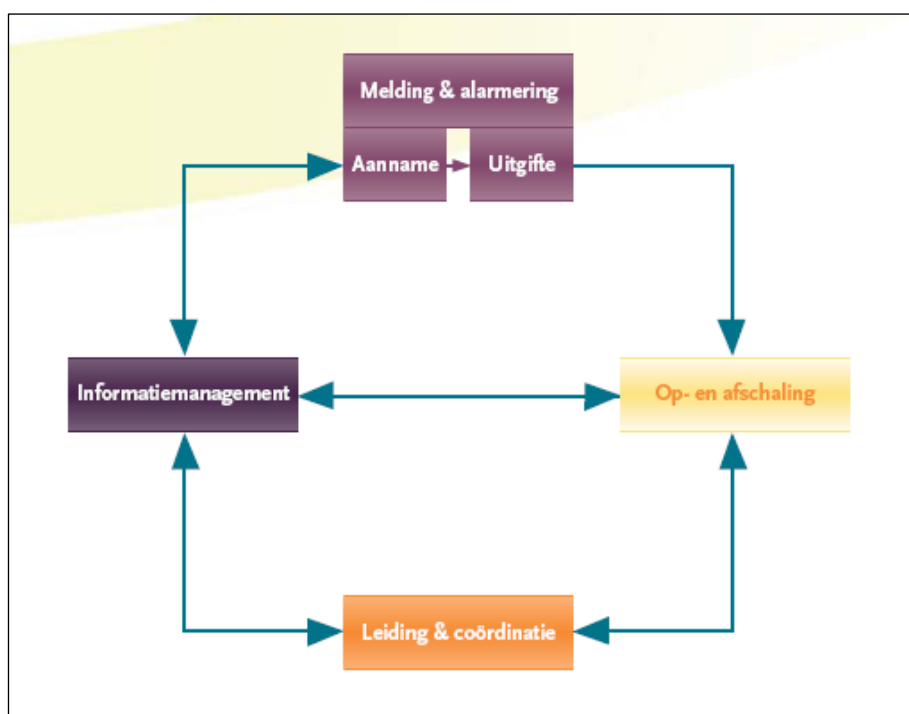 Melding & alarmering
Aanname
Uitgifte
Informatiemanagement
Op- en afschaling
Leiding & coördinatie